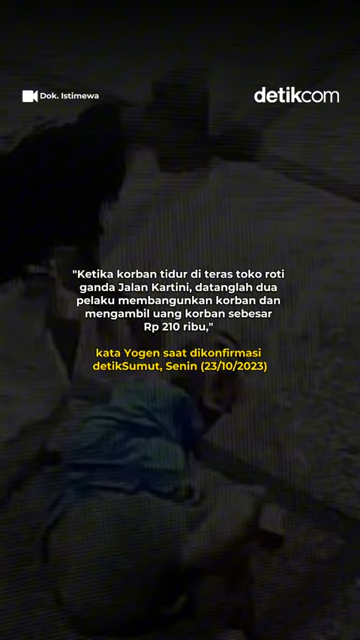 Dok. Istimewa
detikcom
"Ketika korban tidur di teras toko roti
ganda Jalan Kartini, datanglah dua
pelaku membangunkan korban dan
mengambil uang korban sebesar
Rp 210 ribu,"
kata Yogen saat dikonfirmasi
detikSumut, Senin (23/10/2023)